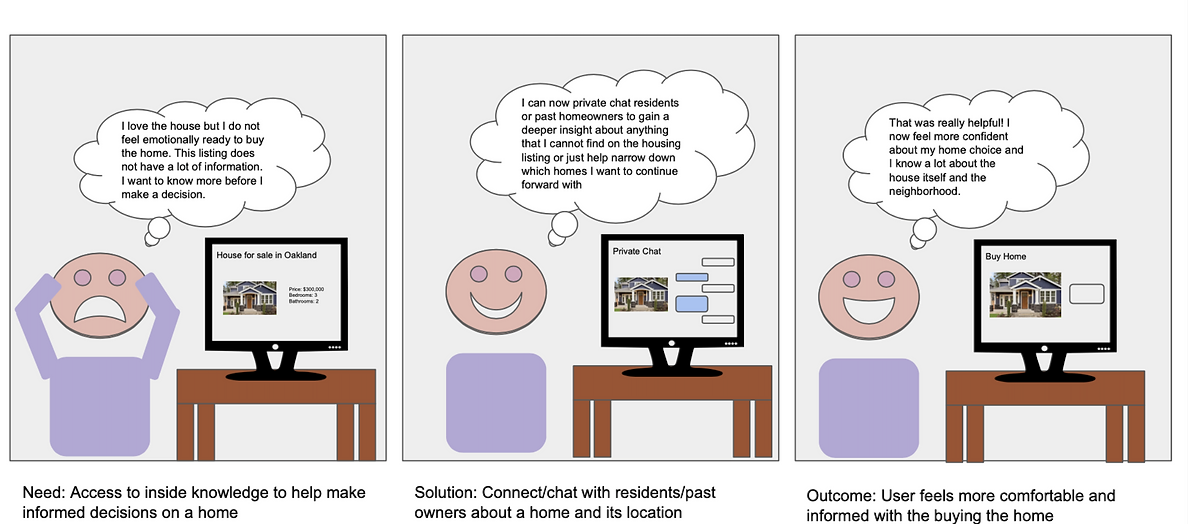 I love the house but I do not
feel emotionally ready to buy
the home. This listing does
not have a lot of information.
I want to know more before I
make a decision.
House for sale in Oakland
Price: $300,000
Bedrooms: 3
Bathrooms: 2
Need: Access to inside knowledge to help make
informed decisions on a home
I can now private chat residents
or past homeowners to gain a
deeper insight about anything
that I cannot find on the housing
listing or just help narrow down
which homes I want to continue
forward with
Private Chat
Solution: Connect/chat with residents/past
owners about a home and its location
That was really helpful! I
now feel more confident
about my home choice and
I know a lot about the
house itself and the
neighborhood.
Buy Home
Outcome: User feels more comfortable and
informed with the buying the home